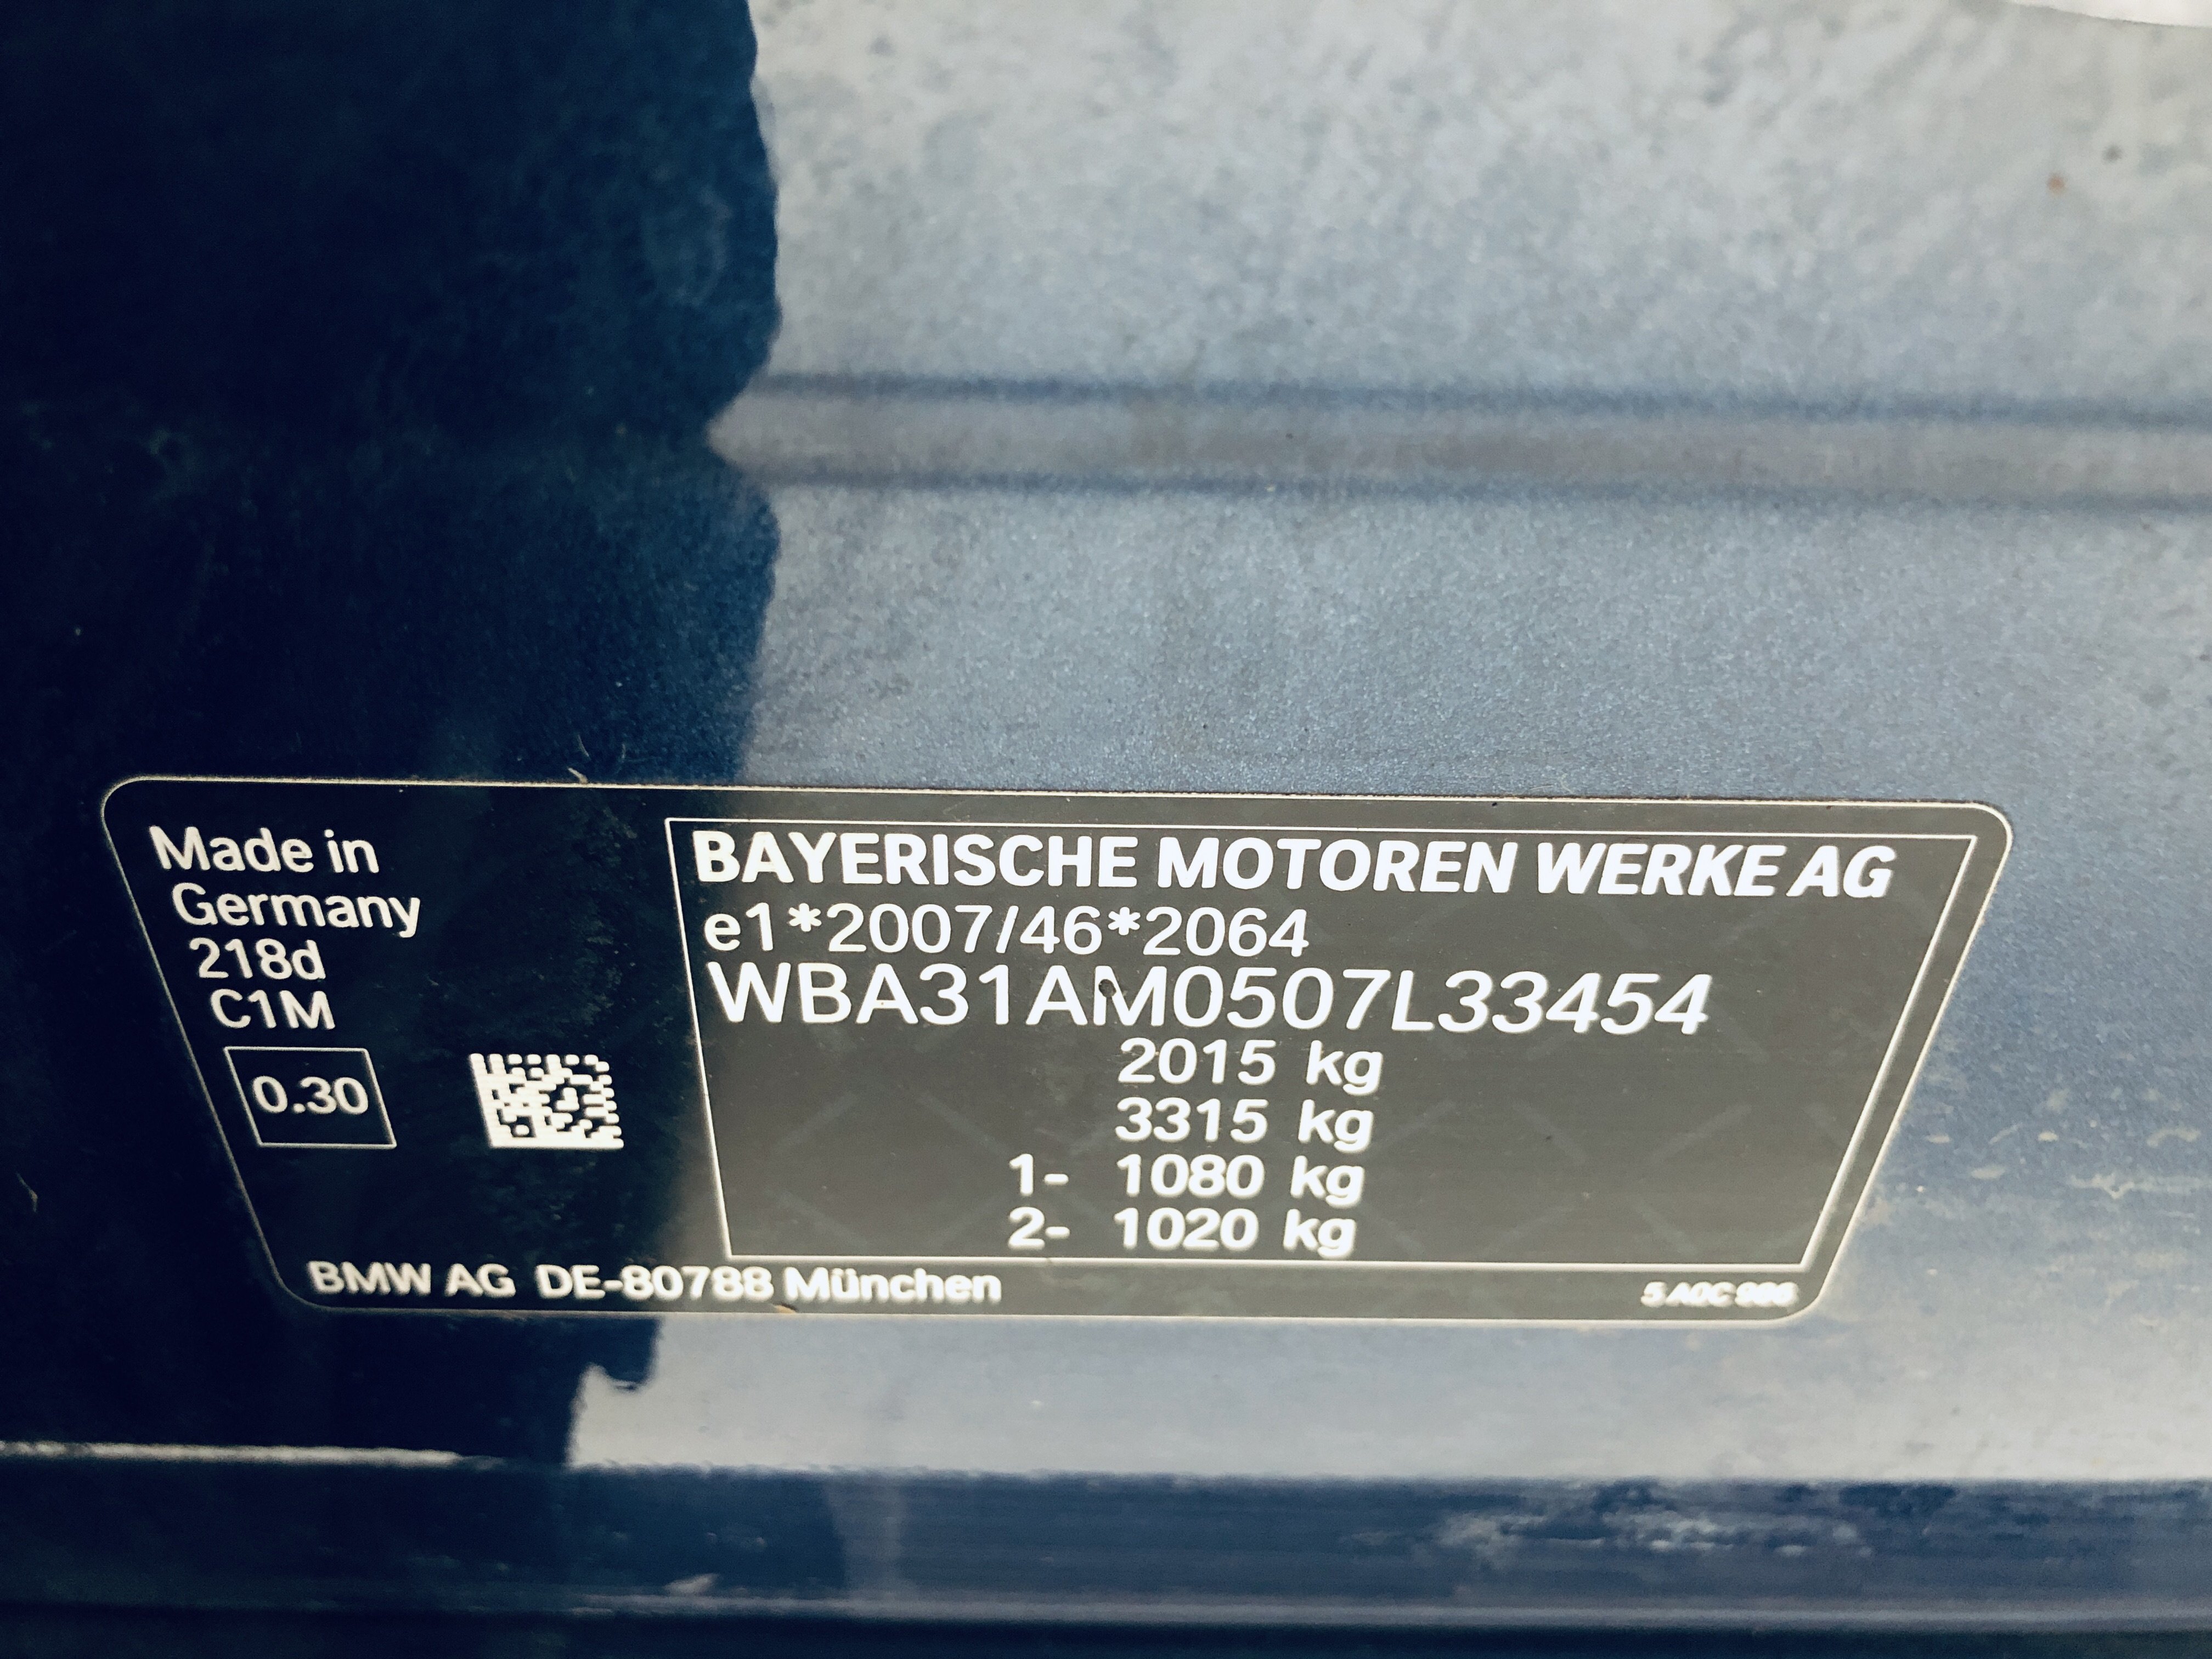 Made in
Germany
218d
C1M
0.30
BAYERISCHE MOTOREN WERKE AG
e1*2007/46*2064
WBA31AM0507L33454
2015 kg
3315 kg
1- 1080 kg
2- 1020 kg
BMW AG DE-80788 München